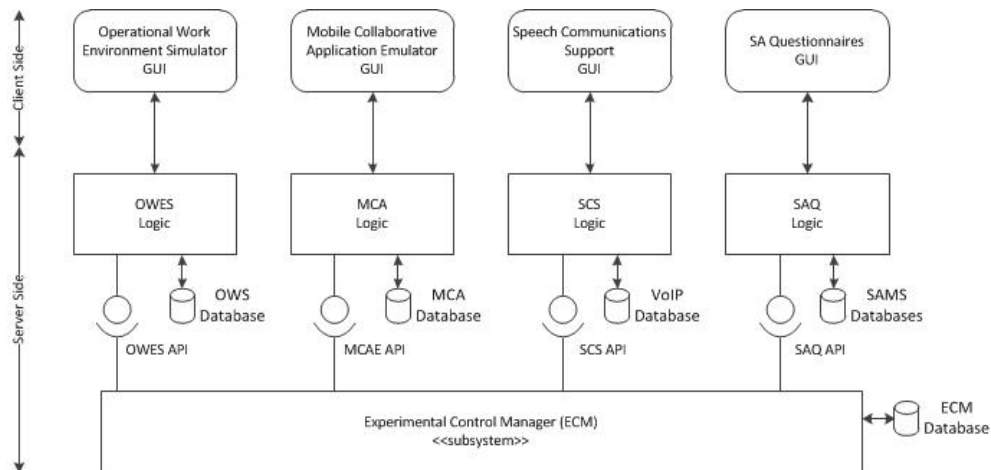 Client Side
Operational Work
Environment Simulator
GUI
Mobile Collaborative
Application Emulator
GUI
Speech Communications
Support
GUI
SA Questionnaires
GUI
Server Side
OWES
Logic
MCA
Logic
SCS
Logic
SAQ
Logic
OWS
Database
MCA
Database
VoIP
Database
SAMS
Databases
OWES API
MCAE API
SCS API
SAQ API
Experimental Control Manager (ECM)
<<subsystem>>
ECM
Database